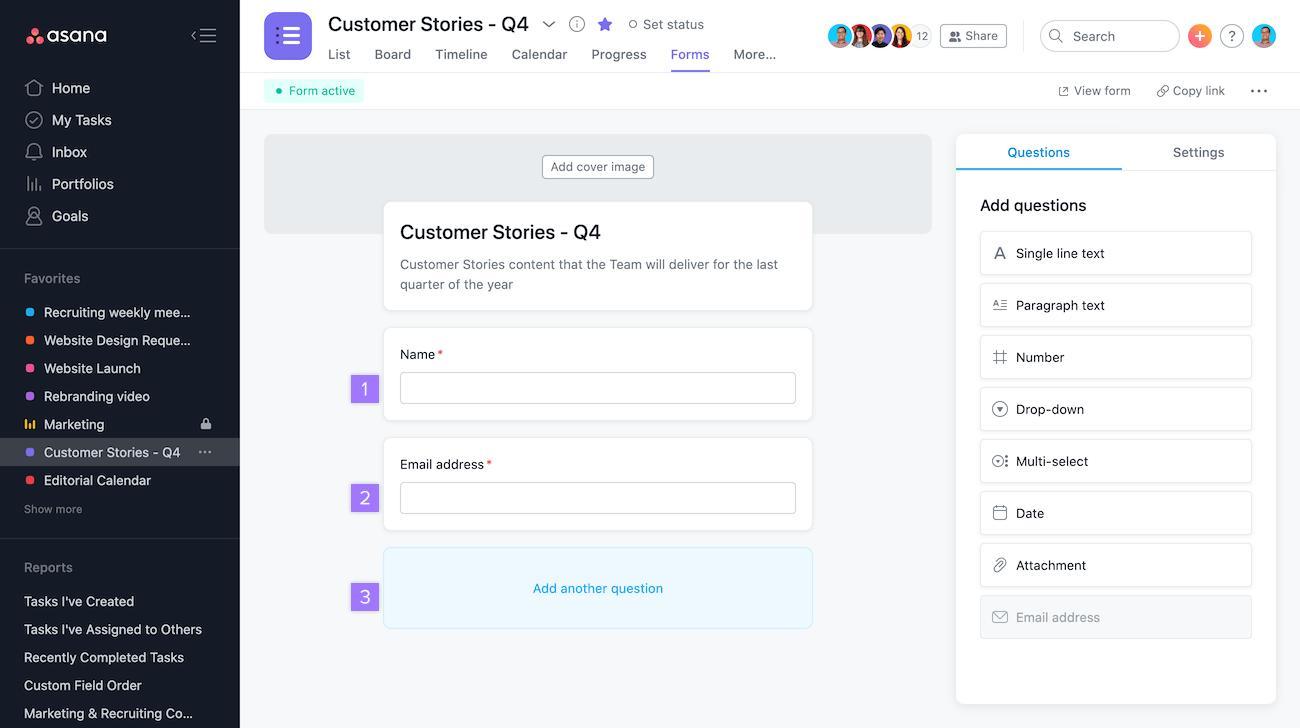 asana
Home
My Tasks
Inbox
Portfolios
Goals
Favorites
Recruiting weekly mee...
Website Design Reque...
Website Launch
Rebranding video
Marketing
Customer Stories - Q4
Editorial Calendar
Show more
Reports
Tasks I've Created
Tasks I've Assigned to Others
Recently Completed Tasks
Custom Field Order
Marketing & Recruiting Co...
Customer Stories - Q4
Set status
List Board Timeline Calendar Progress Forms More...
12
Share
Search
?
Form active
View form
Copy link
Add cover image
Customer Stories - Q4
Customer Stories content that the Team will deliver for the last
quarter of the year
Name*
1
Email address*
2
3
Add another question
Questions
Settings
Add questions
Single line text
Paragraph text
Number
Drop-down
Multi-select
Date
Attachment
Email address